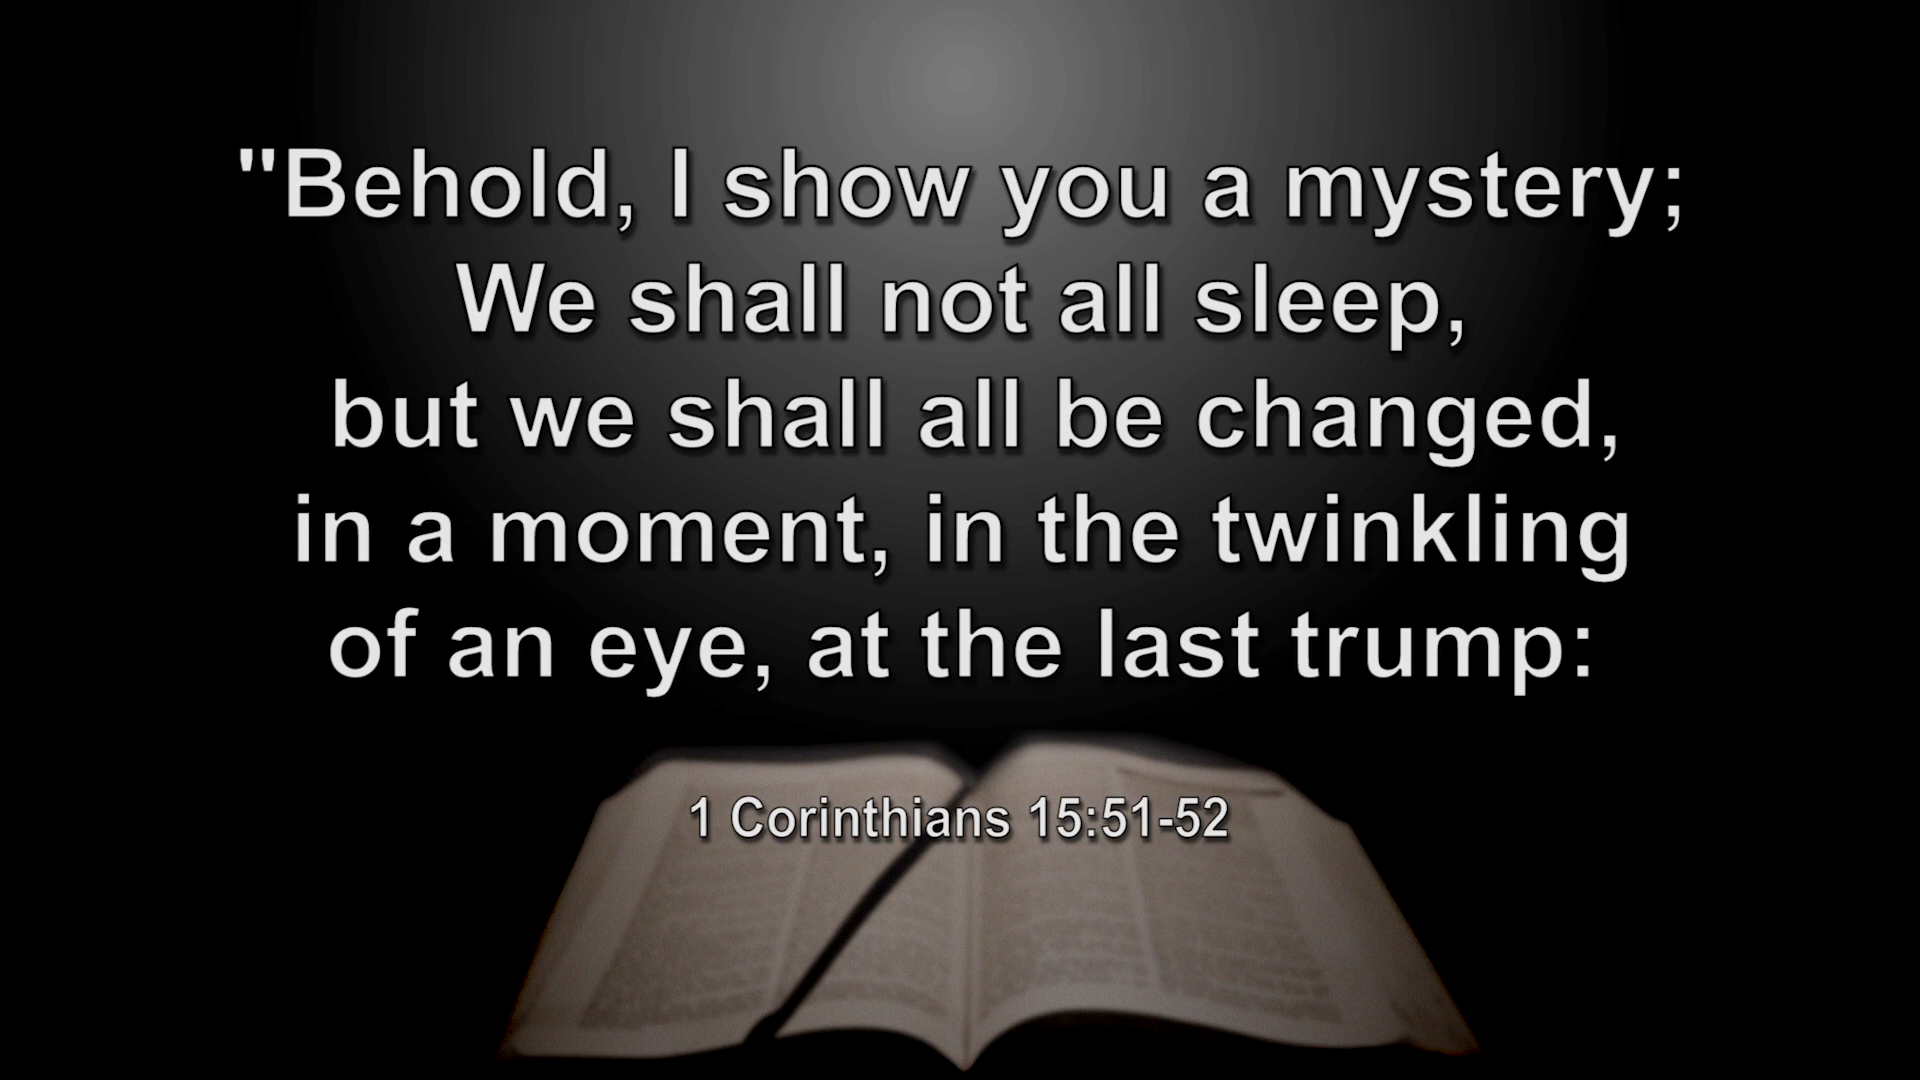 "Behold, I show you a mystery;
We shall not all sleep,
but we shall all be changed,
in a moment, in the twinkling
of an eye, at the last trump:
1 Corinthians 15:51-52